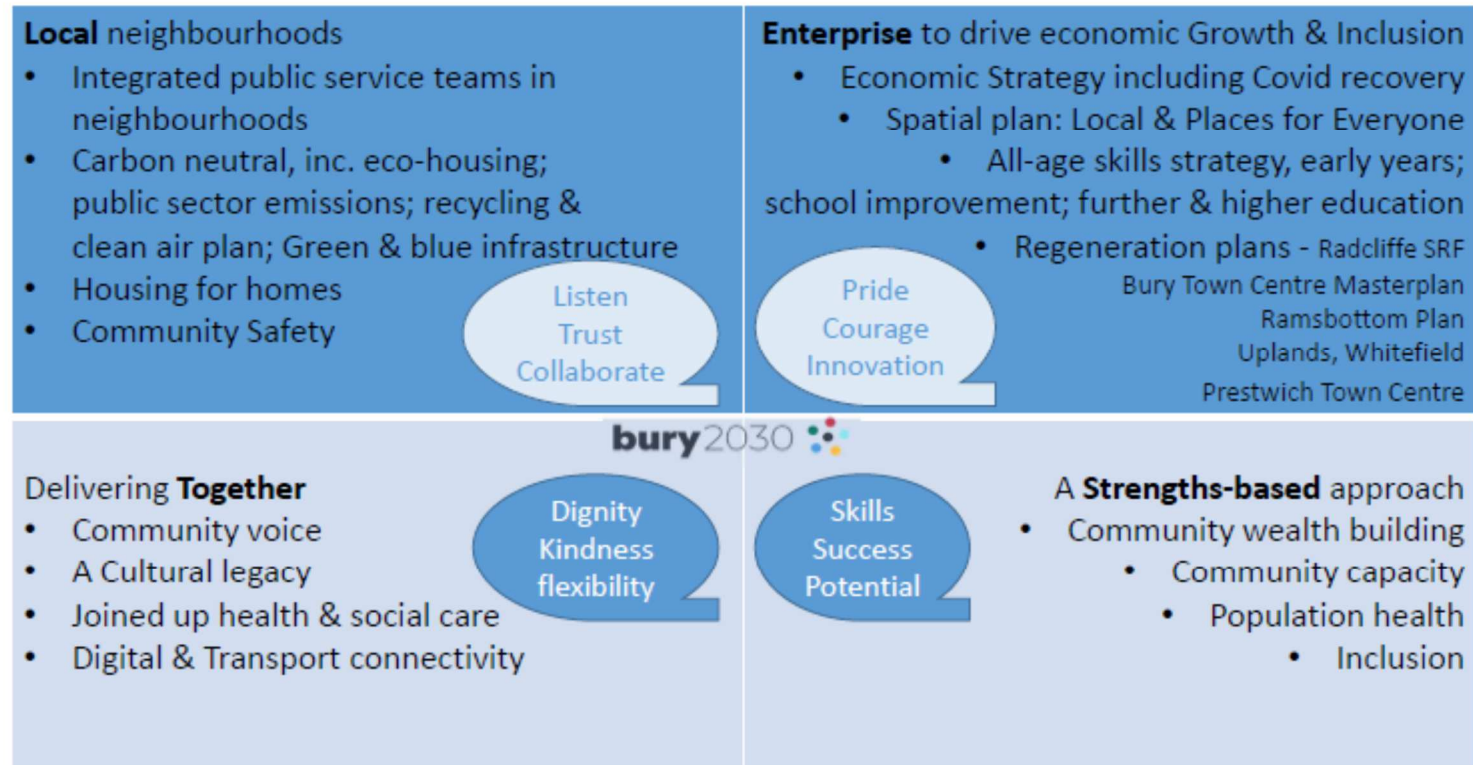 Local neighbourhoods
• Integrated public service teams in
neighbourhoods
• Carbon neutral, inc. eco-housing;
public sector emissions; recycling &
clean air plan; Green & blue infrastructure
• Housing for homes
• Community Safety
Listen
Trust
Collaborate
Enterprise to drive economic Growth & Inclusion
• Economic Strategy including Covid recovery
• Spatial plan: Local & Places for Everyone
• All-age skills strategy, early years;
school improvement; further & higher education
• Regeneration plans - Radcliffe SRF
Bury Town Centre Masterplan
Ramsbottom Plan
Uplands, Whitefield
Prestwich Town Centre
Pride
Courage
Innovation
bury2030
Delivering Together
• Community voice
• A Cultural legacy
• Joined up health & social care
• Digital & Transport connectivity
Dignity
Kindness
flexibility
Skills
Success
Potential
A Strengths-based approach
• Community wealth building
• Community capacity
• Population health
• Inclusion